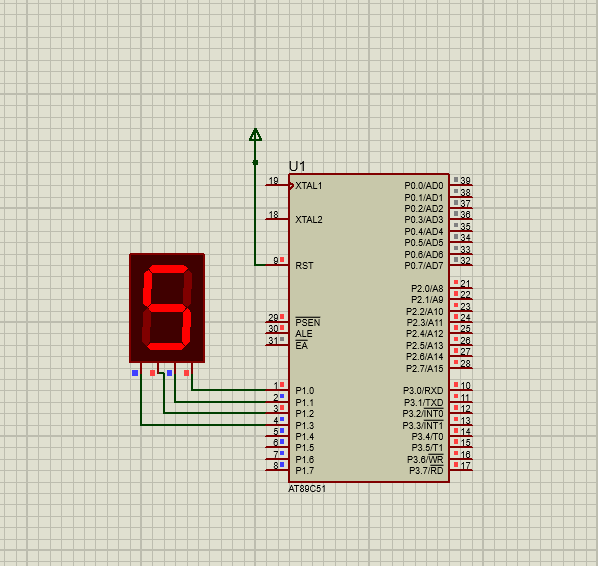 U1
19 XTAL1 P0.0/AD0 39
P0.1/AD1 38
P0.2/AD2 37
18 XTAL2 P0.3/AD3 36
P0.4/AD4 35
P0.5/AD5 34
P0.6/AD6 33
9 RST P0.7/AD7 32
P2.0/A8 21
P2.1/A9 22
P2.2/A10 23
29 PSEN P2.3/A11 24
30 ALE P2.4/A12 25
31 EA P2.5/A13 26
P2.6/A14 27
P2.7/A15 28
1 P1.0 P3.0/RXD 10
2 P1.1 P3.1/TXD 11
3 P1.2 P3.2/INT0 12
4 P1.3 P3.3/INT1 13
5 P1.4 P3.4/T0 14
6 P1.5 P3.5/T1 15
7 P1.6 P3.6/WR 16
8 P1.7 P3.7/RD 17
AT89C51
5